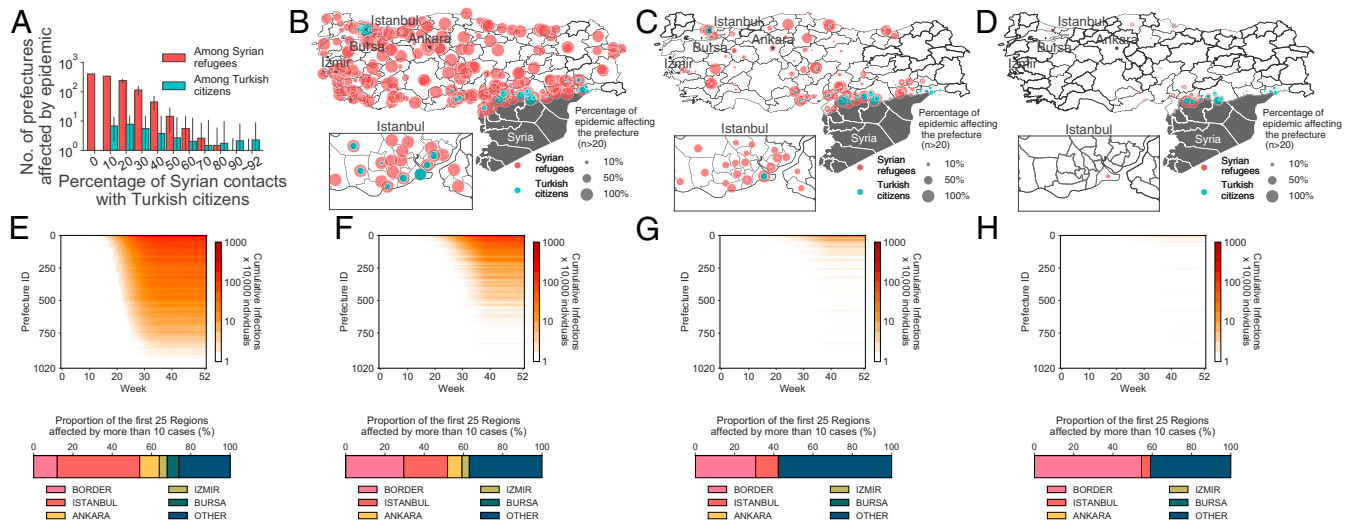 A
Among Syrian
refugees
Among Turkish
citizens
No. of prefectures
affected by epidemic
10^3
10^2
10^1
10^0
0 10 20 30 40 50 60 70 80 90 ~92
Percentage of Syrian contacts
with Turkish citizens
B
Istanbul
Bursa
Ankara
Izmir
Istanbul
Syria
Percentage of
epidemic affecting
the prefecture
(n>20)
Syrian
refugees
Turkish
citizens
10%
50%
100%
C
Istanbul
Bursa
Ankara
Izmir
Istanbul
Syria
Percentage of
epidemic affecting
the prefecture
(n>20)
Syrian
refugees
Turkish
citizens
10%
50%
100%
D
Istanbul
Bursa
Ankara
Izmir
Istanbul
Syria
Percentage of
epidemic affecting
the prefecture
(n>20)
Syrian
refugees
Turkish
citizens
10%
50%
100%
E
Prefecture ID
0
250
500
750
1020
0 10 20 30 40 52
Week
1000
100
10
1
Cumulative Infections
x 10,000 individuals
Proportion of the first 25 Regions
affected by more than 10 cases (%)
0 20 40 60 80 100
BORDER IZMIR
ISTANBUL BURSA
ANKARA OTHER
F
Prefecture ID
0
250
500
750
1020
0 10 20 30 40 52
Week
1000
100
10
1
Cumulative Infections
x 10,000 individuals
Proportion of the first 25 Regions
affected by more than 10 cases (%)
0 20 40 60 80 100
BORDER IZMIR
ISTANBUL BURSA
ANKARA OTHER
G
Prefecture ID
0
250
500
750
1020
0 10 20 30 40 52
Week
1000
100
10
1
Cumulative Infections
x 10,000 individuals
Proportion of the first 25 Regions
affected by more than 10 cases (%)
0 20 40 60 80 100
BORDER IZMIR
ISTANBUL BURSA
ANKARA OTHER
H
Prefecture ID
0
250
500
750
1020
0 10 20 30 40 52
Week
1000
100
10
1
Cumulative Infections
x 10,000 individuals
Proportion of the first 25 Regions
affected by more than 10 cases (%)
0 20 40 60 80 100
BORDER IZMIR
ISTANBUL BURSA
ANKARA OTHER